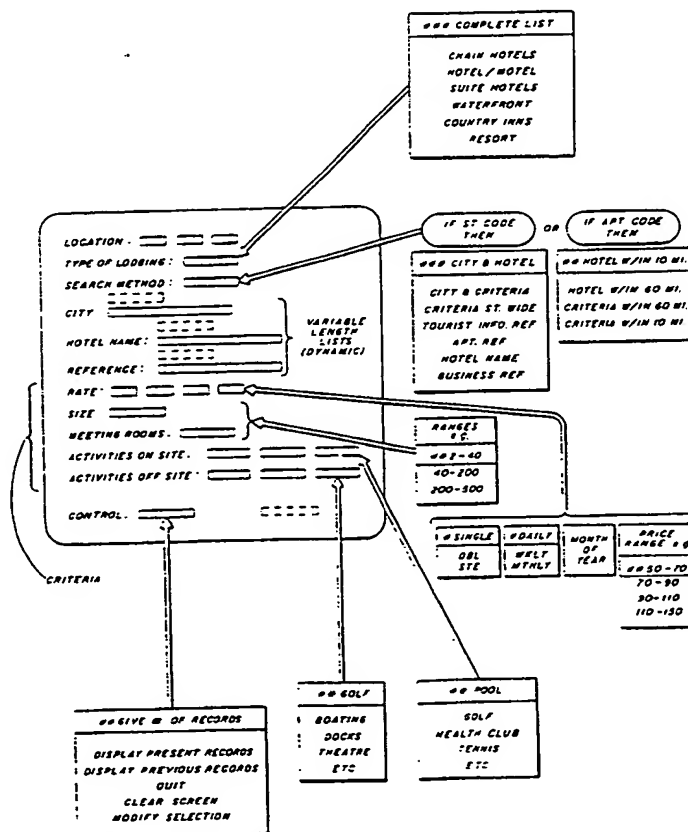 ### COMPLETE LIST
CHAIN HOTELS
HOTEL/MOTEL
SUITE HOTELS
WATERFRONT
COUNTRY INNS
RESORT
IF ST CODE
THEN
OR
IF APT CODE
THEN
### CITY & HOTEL
CITY & CRITERIA
CRITERIA ST. WIDE
TOURIST INFO. REF
APT. REF
HOTEL NAME
BUSINESS REF
## HOTEL W/IN 10 MI.
HOTEL W/IN 60 MI.
CRITERIA W/IN 60 MI.
CRITERIA W/IN 10 MI.
LOCATION.
TYPE OF LODGING:
SEARCH METHOD:
CITY
HOTEL NAME:
REFERENCE:
VARIABLE
LENGTH
LISTS
(DYNAMIC)
RATE:
SIZE
MEETING ROOMS.
ACTIVITIES ON SITE.
ACTIVITIES OFF SITE:
CONTROL.
CRITERIA
RANGES
e.g.
##2-40
40-200
200-500
#SINGLE
DBL
STE
#DAILY
WKLY
MTHLY
MONTH
OF
YEAR
PRICE
RANGE
##50-70
70-90
90-110
110-150
##GIVE # OF RECORDS
DISPLAY PRESENT RECORDS
DISPLAY PREVIOUS RECORDS
QUIT
CLEAR SCREEN
MODIFY SELECTION
##GOLF
BOATING
DOCKS
THEATRE
ETC
## POOL
GOLF
HEALTH CLUB
TENNIS
ETC